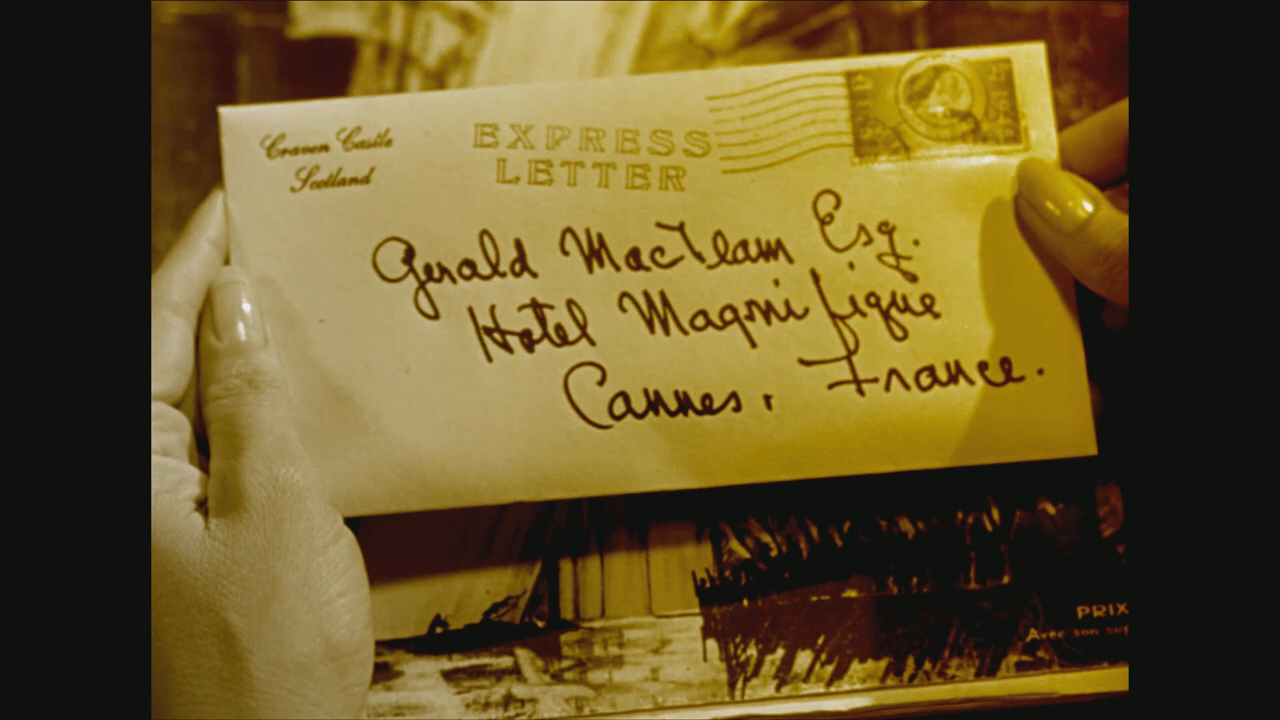 Craven Castle
Scotland
EXPRESS
LETTER
Gerald MacTeam Esq.
Hotel Magnifique
Cannes, France.
PRIX
Avec son